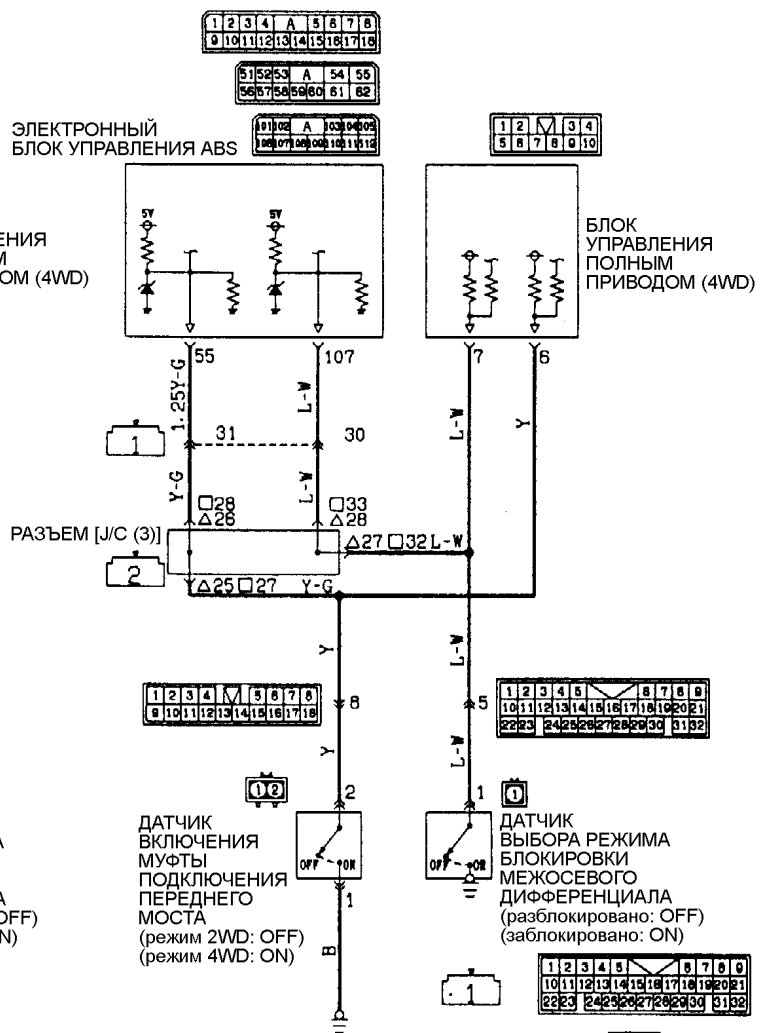 1 2 3 4 A 5 6 7 8
9 10 11 12 13 14 15 16 17 18
51 52 53 A 54 55
56 57 58 59 60 61 62
ЭЛЕКТРОННЫЙ
БЛОК УПРАВЛЕНИЯ ABS
101 102 A 103 104 105
106 107 108 109 110 111 112
1 2 3 4
5 6 7 8 9 10
ЕНИЯ
М
ОМ (4WD)
5V
5V
БЛОК
УПРАВЛЕНИЯ
ПОЛНЫМ
ПРИВОДОМ (4WD)
55
107
7
6
1.25Y-G
L-W
L-W
Y
1
31
30
Y-G
L-W
□28
△26
□33
△28
РАЗЪЕМ [J/C (3)]
△27 □32 L-W
2
△25 □27
Y-G
Y
L-W
1 2 3 4 5 6 7 8
9 10 11 12 13 14 15 16 17 18
8
5
1 2 3 4 5 6 7 8 9
10 11 12 13 14 15 16 17 18 19 20 21
22 23 24 25 26 27 28 29 30 31 32
Y
L-W
1 2
2
1
1
ДАТЧИК
ВКЛЮЧЕНИЯ
МУФТЫ
ПОДКЛЮЧЕНИЯ
ПЕРЕДНЕГО
МОСТА
(режим 2WD: OFF)
(режим 4WD: ON)
OFF ON
OFF ON
ДАТЧИК
ВЫБОРА РЕЖИМА
БЛОКИРОВКИ
МЕЖОСЕВОГО
ДИФФЕРЕНЦИАЛА
(разблокировано: OFF)
(заблокировано: ON)
А
А
OFF)
N)
1
B
1
1 2 3 4 5 6 7 8 9
10 11 12 13 14 15 16 17 18 19 20 21
22 23 24 25 26 27 28 29 30 31 32